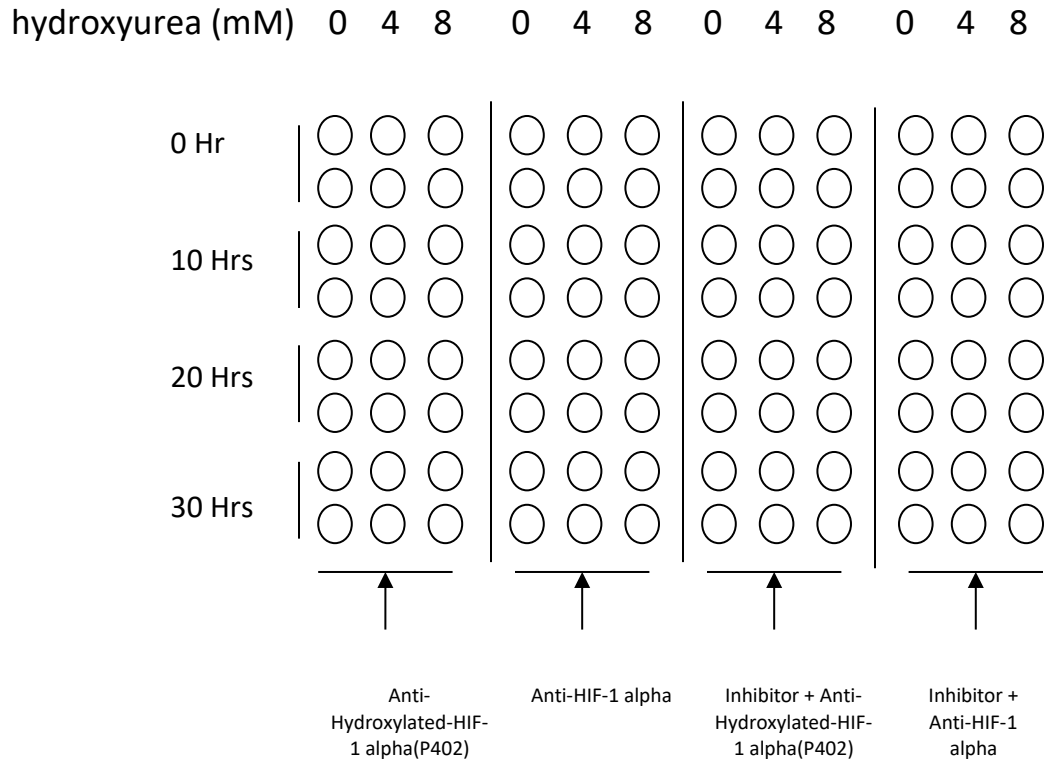 hydroxyurea (mM) 0 4 8 0 4 8 0 4 8 0 4 8
0 Hr
10 Hrs
20 Hrs
30 Hrs
Anti-
Hydroxylated-HIF-
1 alpha(P402)
Anti-HIF-1 alpha
Inhibitor + Anti-
Hydroxylated-HIF-
1 alpha(P402)
Inhibitor +
Anti-HIF-1
alpha